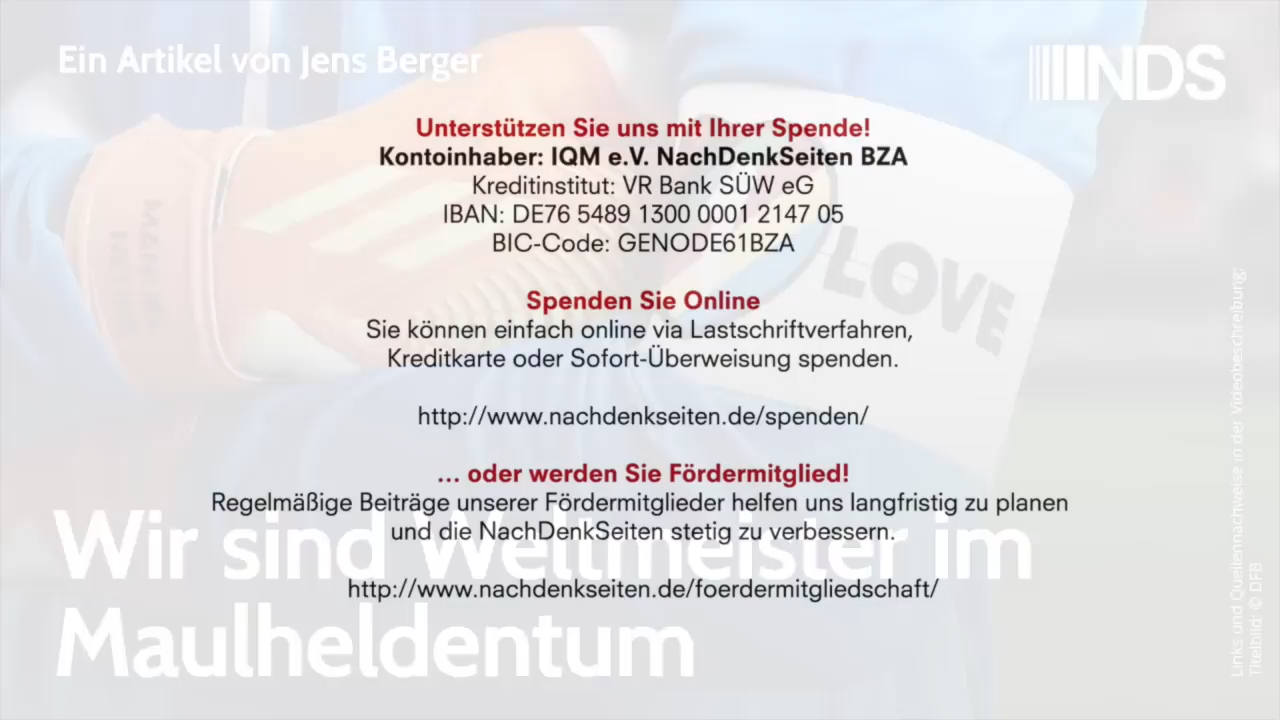 Ein Artikel von Jens Berger
NDS
Unterstützen Sie uns mit Ihrer Spende!
Kontoinhaber: IQM e.V. NachDenkSeiten BZA
Kreditinstitut: VR Bank SÜW eG
IBAN: DE76 5489 1300 0001 2147 05
BIC-Code: GENODE61BZA
LOVE
Spenden Sie Online
Sie können einfach online via Lastschriftverfahren,
Kreditkarte oder Sofort-Überweisung spenden.
http://www.nachdenkseiten.de/spenden/
... oder werden Sie Fördermitglied!
Regelmäßige Beiträge unserer Fördermitglieder helfen uns langfristig zu planen
und die NachDenkSeiten stetig zu verbessern.
http://www.nachdenkseiten.de/foerdermitgliedschaft/
Wir sind Weltmeister im
Maulheldentum
Links und Quellennachweise in der Videobeschreibung;
Titelbild: © DFB